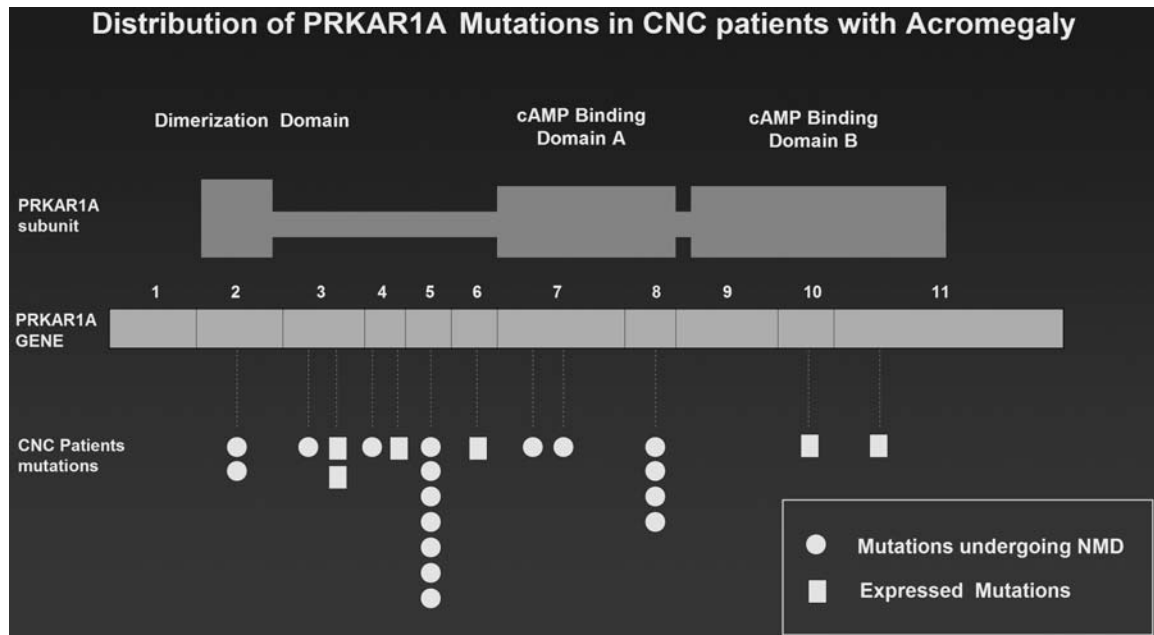 Distribution of PRKAR1A Mutations in CNC patients with Acromegaly
Dimerization Domain
cAMP Binding
Domain A
cAMP Binding
Domain B
PRKAR1A
subunit
1 2 3 4 5 6 7 8 9 10 11
PRKAR1A
GENE
CNC Patients
mutations
Mutations undergoing NMD
Expressed Mutations